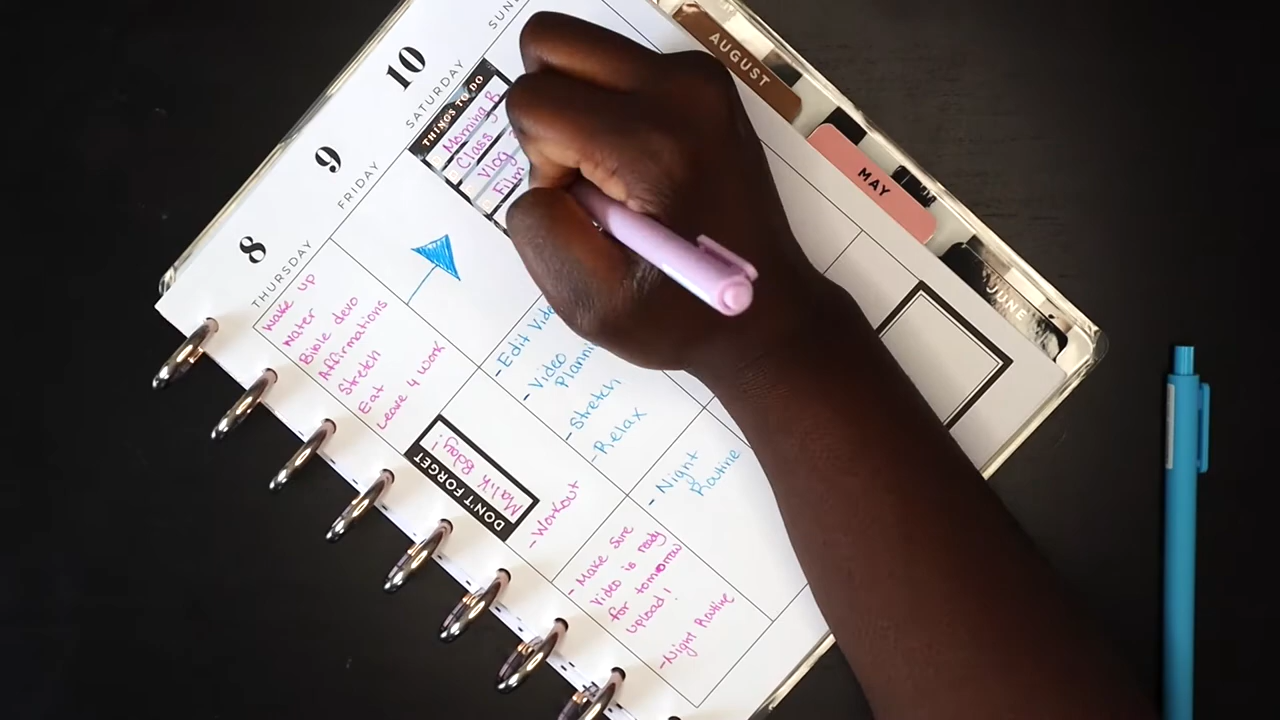 8
THURSDAY
Wake up
Water
Bible devo
Affirmations
Stretch
Eat
Leave 4 work
DON'T FORGET
Malik Bday!
- Workout
- Make sure
Video is ready
for tomorrow
upload!
- Night Routine
9
FRIDAY
- Edit
- Video
- Stretch
- Relax
- Night
Routine
10
SATURDAY
THINGS TO DO
Morning
Class
Vlog
Film
AUGUST
MAY
JUNE